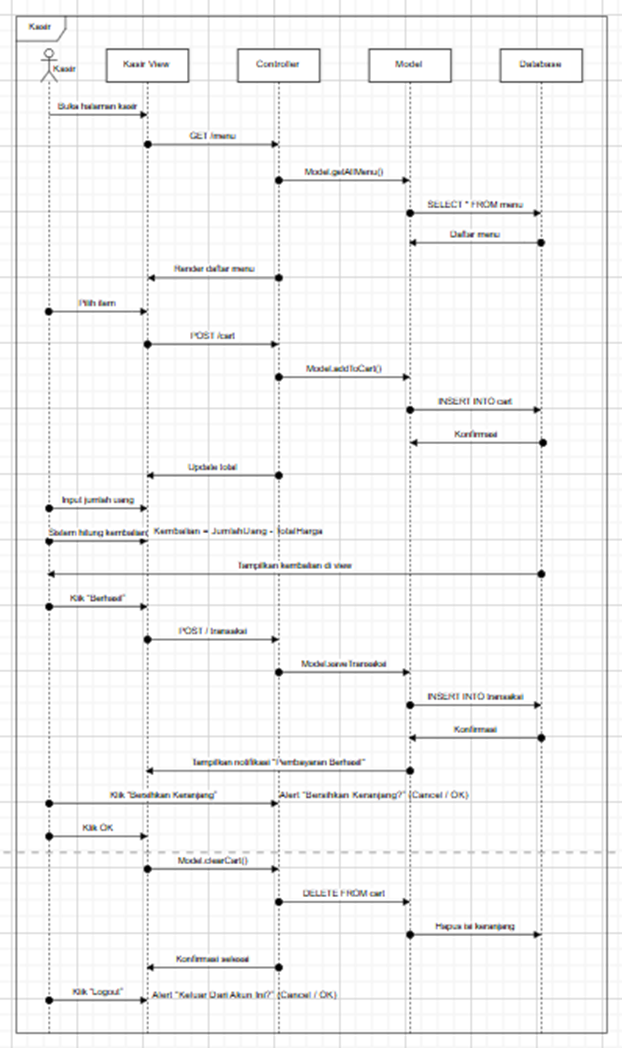 Kasir
Kasir
Kasir View
Controller
Model
Database
Buka halaman kasir
GET /menu
Model.getAllMenu()
SELECT * FROM menu
Daftar menu
Render daftar menu
Pilih item
POST /cart
Model.addToCart()
INSERT INTO cart
Konfirmasi
Update total
Input jumlah uang
Sistem hitung kembalian
Kembalian = JumlahUang - TotalHarga
Tampilkan kembalian di view
Klik "Berhasil"
POST / transaksi
Model.saveTransaksi
INSERT INTO transaksi
Konfirmasi
Tampilkan notifikasi "Pembayaran Berhasil"
Klik "Bersihkan Keranjang"
Alert "Bersihkan Keranjang?" (Cancel / OK)
Klik OK
Model.clearCart()
DELETE FROM cart
Hapus isi keranjang
Konfirmasi selesai
Klik "Logout"
Alert "Keluar Dari Akun Ini?" (Cancel / OK)